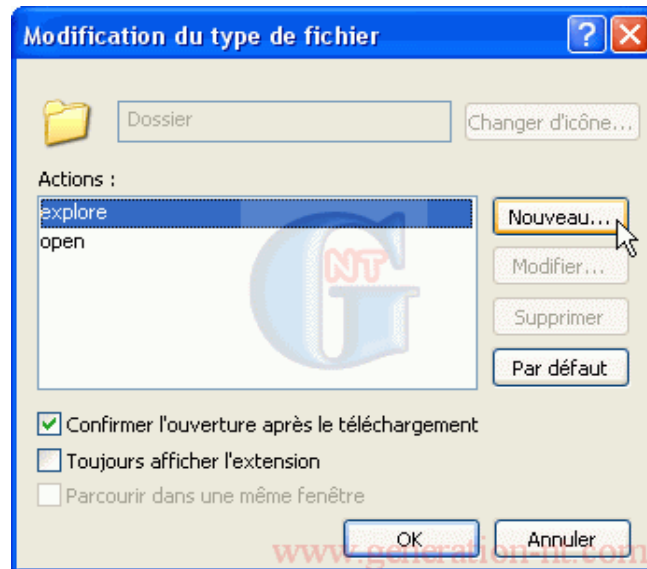 Modification du type de fichier
Dossier
Changer d'icône...
Actions :
explore
open
Nouveau...
Modifier...
Supprimer
Par défaut
GNT
Confirmer l'ouverture après le téléchargement
Toujours afficher l'extension
Parcourir dans une même fenêtre
OK
Annuler
www.generation-nt.com